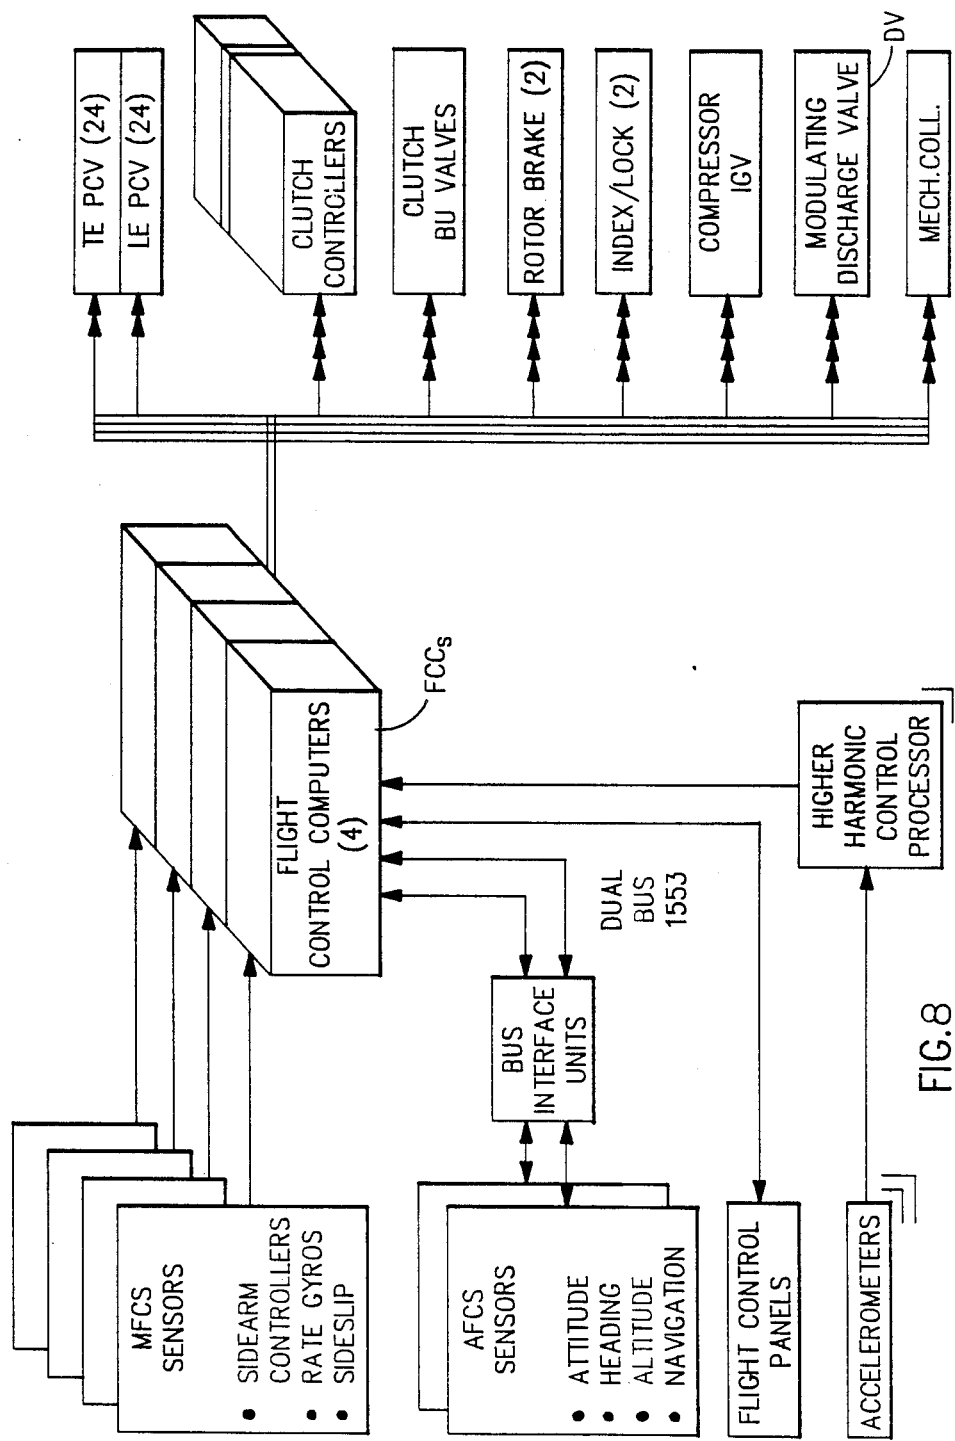 MFCS
SENSORS
• SIDEARM
CONTROLLERS
• RATE GYROS
• SIDESLIP
AFCS
SENSORS
• ATTITUDE
• HEADING
• ALTITUDE
• NAVIGATION
FLIGHT CONTROL
PANELS
ACCELEROMETERS
BUS
INTERFACE
UNITS
DUAL
BUS
1553
HIGHER
HARMONIC
CONTROL
PROCESSOR
FLIGHT
CONTROL COMPUTERS
(4)
FCCs
TE PCV (24)
LE PCV (24)
CLUTCH
CONTROLLERS
CLUTCH
BU VALVES
ROTOR BRAKE (2)
INDEX/LOCK (2)
COMPRESSOR
IGV
MODULATING
DISCHARGE VALVE
DV
MECH.COLL.
FIG.8